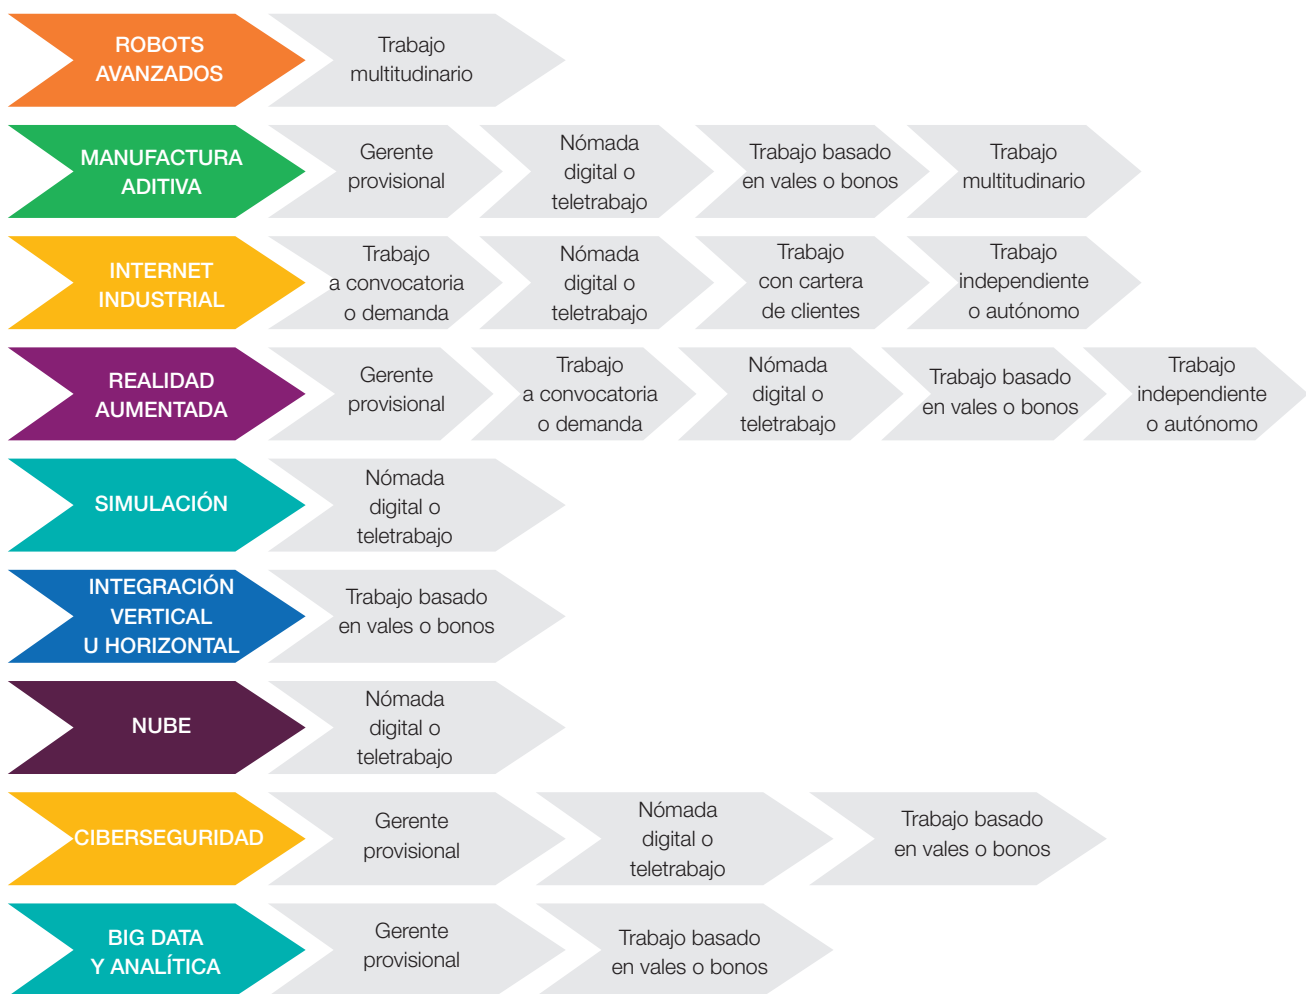 ROBOTS
AVANZADOS
Trabajo
multitudinario
MANUFACTURA
ADITIVA
Gerente
provisional
Nómada
digital o
teletrabajo
Trabajo basado
en vales o bonos
Trabajo
multitudinario
INTERNET
INDUSTRIAL
Trabajo
a convocatoria
o demanda
Nómada
digital o
teletrabajo
Trabajo
con cartera
de clientes
Trabajo
independiente
o autónomo
REALIDAD
AUMENTADA
Gerente
provisional
Trabajo
a convocatoria
o demanda
Nómada
digital o
teletrabajo
Trabajo basado
en vales o bonos
Trabajo
independiente
o autónomo
SIMULACIÓN
Nómada
digital o
teletrabajo
INTEGRACIÓN
VERTICAL
U HORIZONTAL
Trabajo basado
en vales o bonos
NUBE
Nómada
digital o
teletrabajo
CIBERSEGURIDAD
Gerente
provisional
Nómada
digital o
teletrabajo
Trabajo basado
en vales o bonos
BIG DATA
Y ANALÍTICA
Gerente
provisional
Trabajo basado
en vales o bonos